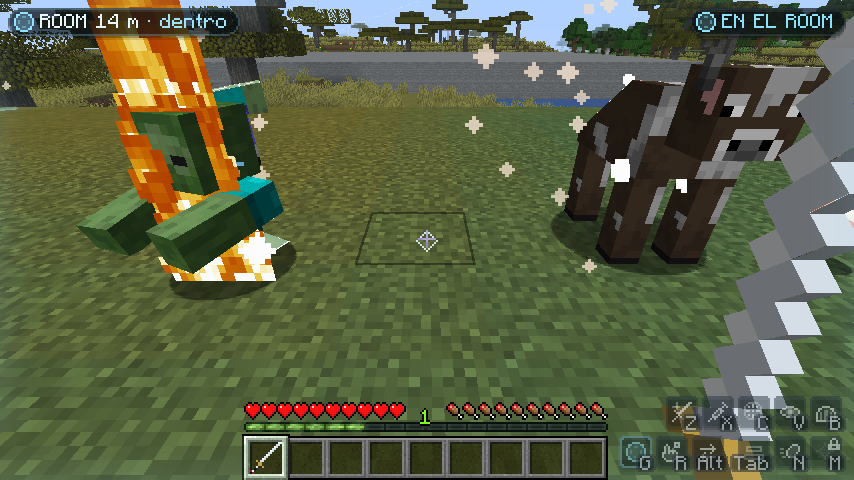 ROOM 14 m · dentro
EN EL ROOM
1
Z X C V B
G R Alt Tab N M